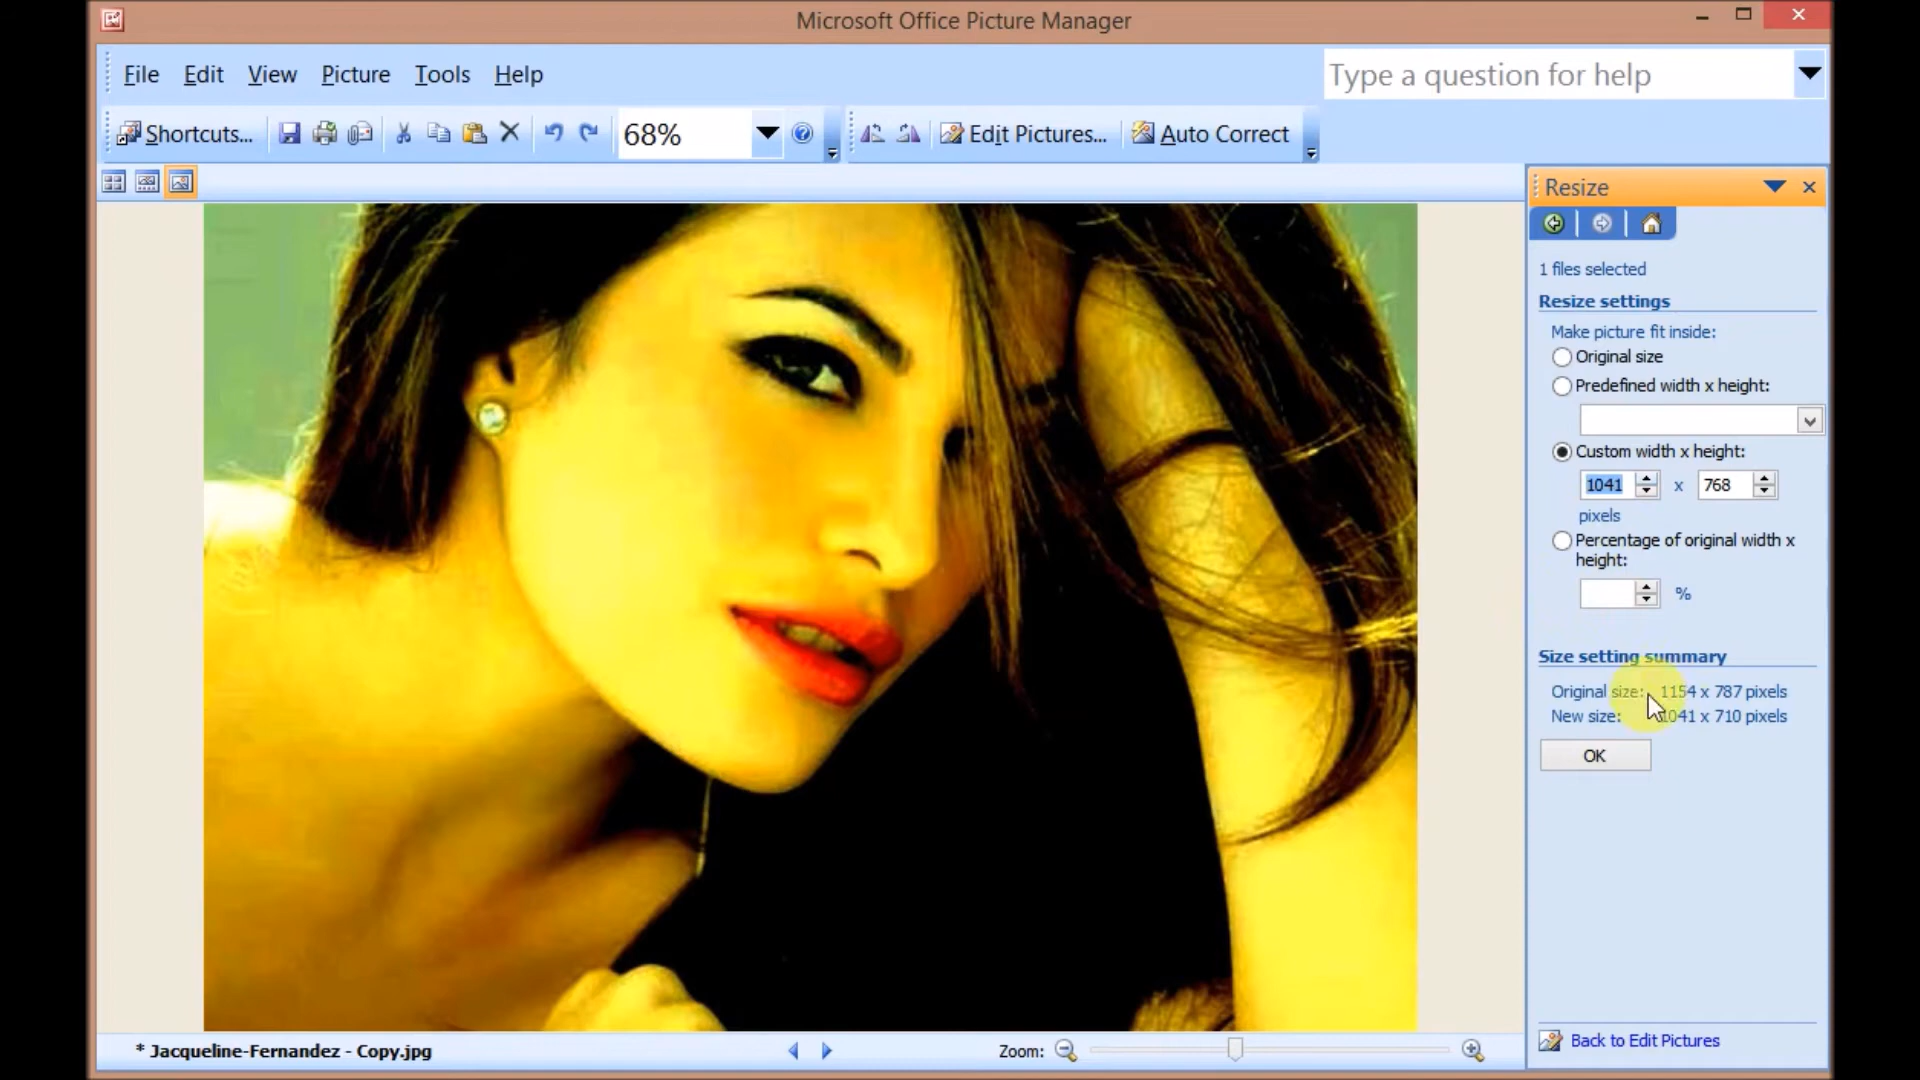 Microsoft Office Picture Manager
File Edit View Picture Tools Help
Type a question for help
Shortcuts... 68% Edit Pictures... Auto Correct
Resize
1 files selected
Resize settings
Make picture fit inside:
Original size
Predefined width x height:
Custom width x height:
1041 x 768
pixels
Percentage of original width x
height:
%
Size setting summary
Original size: 1154 x 787 pixels
New size: 1041 x 710 pixels
OK
Back to Edit Pictures
* Jacqueline-Fernandez - Copy.jpg
Zoom: